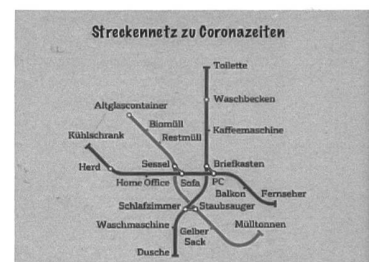 Streckennetz zu Coronazeiten
Toilette
Waschbecken
Altglascontainer
Biomüll
Kaffeemaschine
Restmüll
Kühlschrank
Sessel
Briefkasten
Herd
Home Office
Sofa
PC
Balkon
Fernseher
Schlafzimmer
Staubsauger
Waschmaschine
Gelber
Sack
Mülltonnen
Dusche